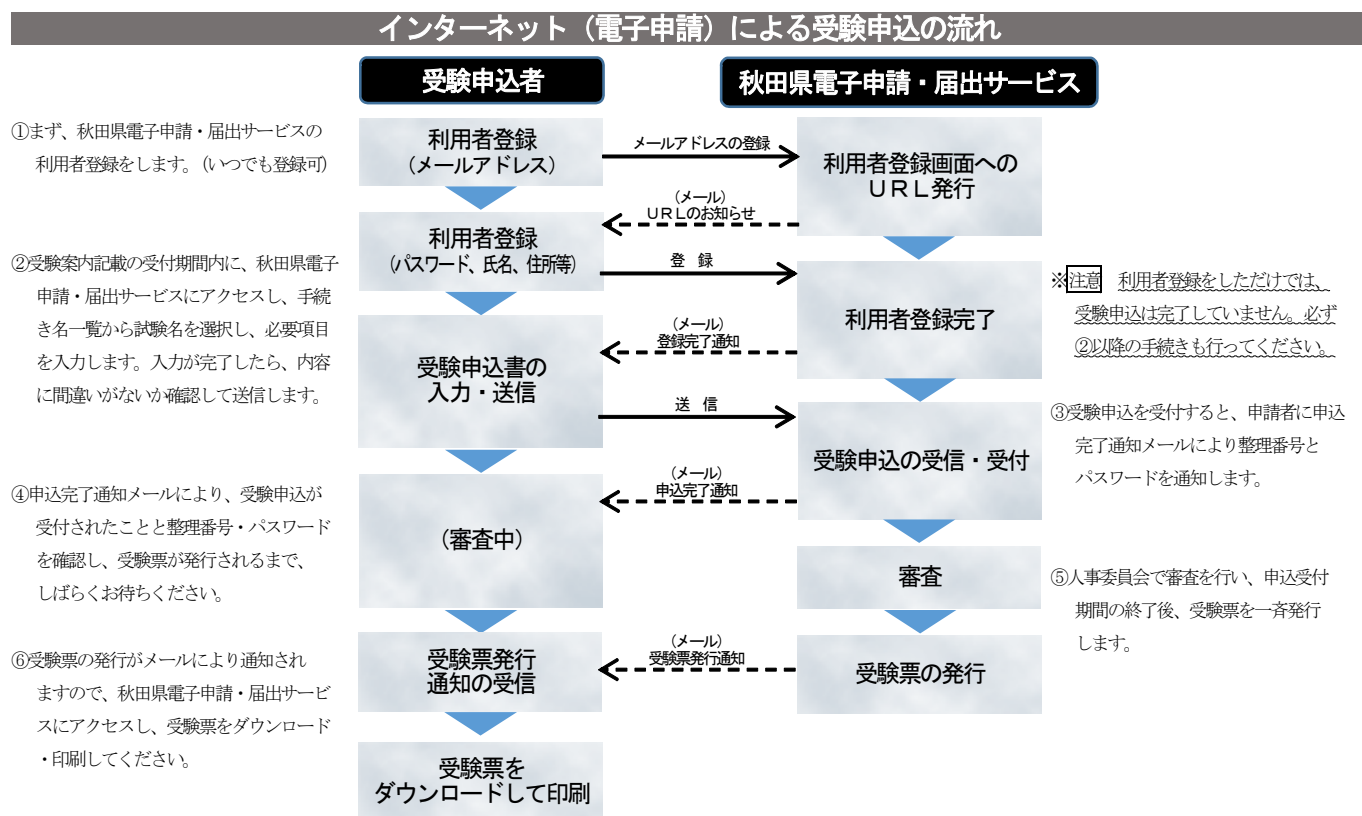 インターネット（電子申請）による受験申込の流れ
受験申込者
秋田県電子申請・届出サービス
①まず、秋田県電子申請・届出サービスの
利用者登録をします。（いつでも登録可）
利用者登録
（メールアドレス）
メールアドレスの登録
利用者登録画面への
ＵＲＬ発行
（メール）
ＵＲＬのお知らせ
②受験案内記載の受付期間内に、秋田県電子
申請・届出サービスにアクセスし、手続
き名一覧から試験名を選択し、必要項目
を入力します。入力が完了したら、内容
に間違いがないか確認して送信します。
利用者登録
（パスワード、氏名、住所等）
登　録
利用者登録完了
※注意　利用者登録をしただけでは、
受験申込は完了していません。必ず
②以降の手続きも行ってください。
（メール）
登録完了通知
受験申込書の
入力・送信
送　信
受験申込の受信・受付
③受験申込を受付すると、申請者に申込
完了通知メールにより整理番号と
パスワードを通知します。
（メール）
申込完了通知
④申込完了通知メールにより、受験申込が
受付されたことと整理番号・パスワード
を確認し、受験票が発行されるまで、
しばらくお待ちください。
（審査中）
審査
⑤人事委員会で審査を行い、申込受付
期間の終了後、受験票を一斉発行
します。
⑥受験票の発行がメールにより通知され
ますので、秋田県電子申請・届出サービ
スにアクセスし、受験票をダウンロード
・印刷してください。
受験票発行
通知の受信
（メール）
受験票発行通知
受験票の発行
受験票を
ダウンロードして印刷